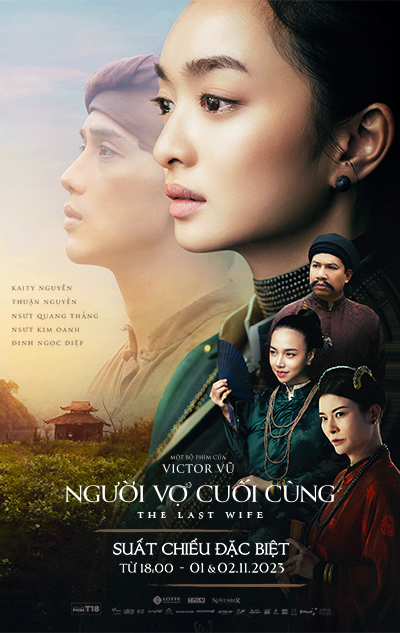 KAITY NGUYỄN
THUẬN NGUYỄN
NSƯT QUANG THẮNG
NSƯT KIM OANH
ĐINH NGỌC DIỆP
MỘT BỘ PHIM CỦA
VICTOR VŨ
NGƯỜI VỢ CUỐI CÙNG
THE LAST WIFE
SUẤT CHIẾU ĐẶC BIỆT
TỪ 18.00 - 01 & 02.11.2023
LOTTE NOVEMBER
T18